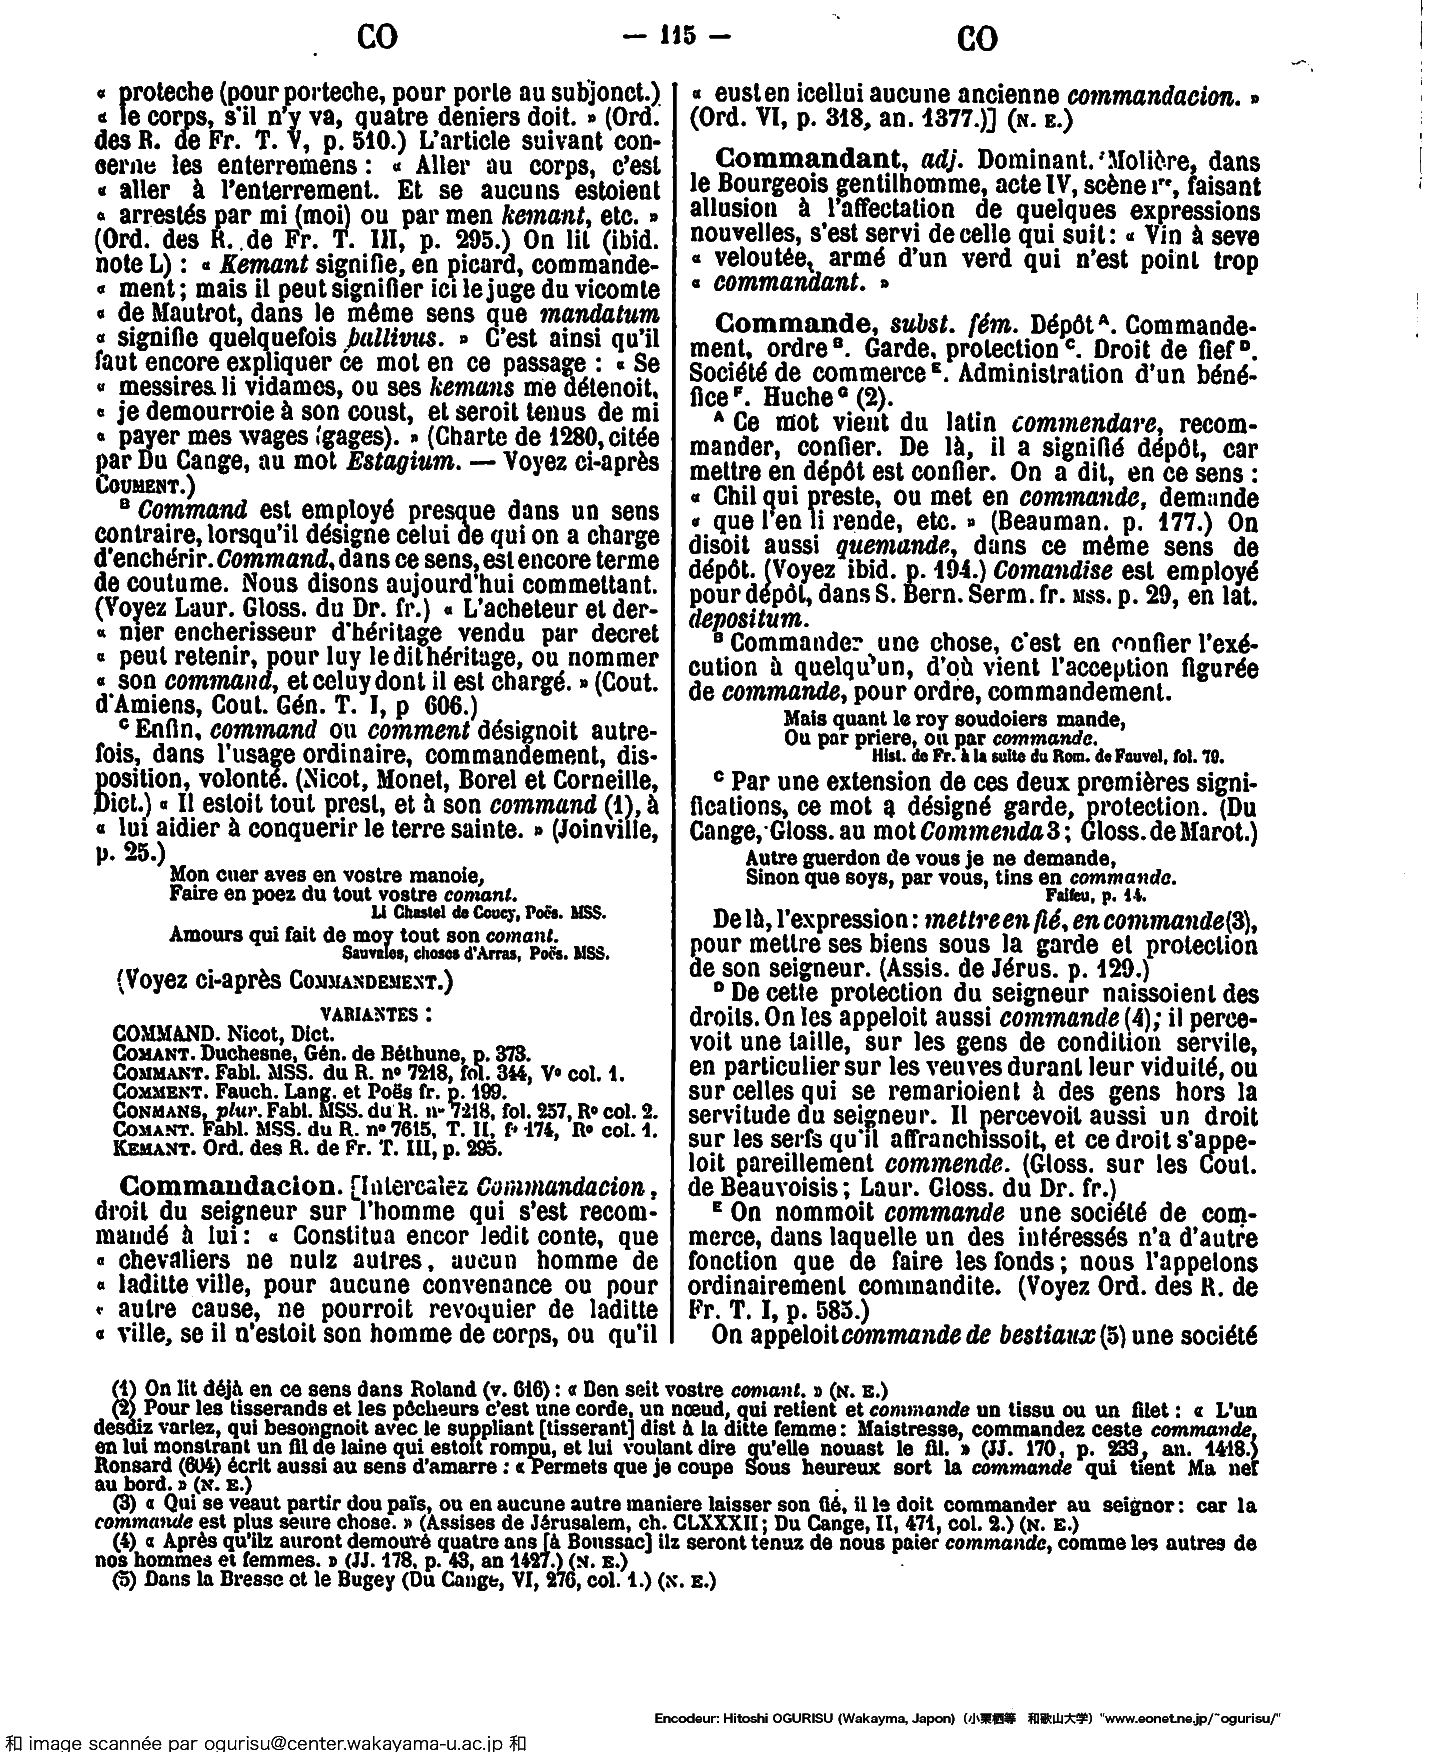 CO — 115 — CO
« proteche (pour porteche, pour porte au subjonct.)
« le corps, s'il n'y va, quatre deniers doit. » (Ord.
des R. de Fr. T. V, p. 510.) L'article suivant con-
cerne les enterremens : « Aller au corps, c'est
« aller à l'enterrement. Et se aucuns estoient
« arrestés par mi (moi) ou par men kemant, etc. »
(Ord. des R. de Fr. T. III, p. 295.) On lit (ibid.
note L) : « Kemant signifie, en picard, commande-
« ment ; mais il peut signifier ici le juge du vicomte
« de Mautrot, dans le même sens que mandatum
« signifie quelquefois ballivus. » C'est ainsi qu'il
faut encore expliquer ce mot en ce passage : « Se
« messires li vidames, ou ses kemans me détenoit,
« je demourroie à son coust, et seroit tenus de mi
« payer mes wages (gages). » (Charte de 1280, citée
par Du Cange, au mot Estagium. — Voyez ci-après
COUMENT.)
B Command est employé presque dans un sens
contraire, lorsqu'il désigne celui de qui on a charge
d'enchérir. Command, dans ce sens, est encore terme
de coutume. Nous disons aujourd'hui commettant.
(Voyez Laur. Gloss. du Dr. fr.) « L'acheteur et der-
« nier encherisseur d'héritage vendu par decret
« peut retenir, pour luy le dit héritage, ou nommer
« son command, et celuy dont il est chargé. » (Cout.
d'Amiens, Cout. Gén. T. I, p 606.)
C Enfin, command ou comment désignoit autre-
fois, dans l'usage ordinaire, commandement, dis-
position, volonté. (Nicot, Monet, Borel et Corneille,
Dict.) « Il estoit tout prest, et à son command (1), à
« lui aidier à conquerir le terre sainte. » (Joinville,
p. 25.)
Mon cuer aves en vostre manoie,
Faire en poez du tout vostre comant.
Li Chastel de Coucy, Poës. MSS.
Amours qui fait de moy tout son comant.
Sauvales, choses d'Arras, Poës. MSS.
(Voyez ci-après COMMANDEMENT.)
VARIANTES :
COMMAND. Nicot, Dict.
COMANT. Duchesne, Gén. de Béthune, p. 373.
COMMANT. Fabl. MSS. du R. nº 7218, fol. 344, Vº col. 1.
COMMENT. Fauch. Lang. et Poës fr. p. 199.
CONMANS, plur. Fabl. MSS. du R. nº 7218, fol. 257, Rº col. 2.
COMANT. Fabl. MSS. du R. nº 7615, T. II, fº 174, Rº col. 1.
KEMANT. Ord. des R. de Fr. T. III, p. 295.
Commandacion. [Intercalez Commandacion,
droit du seigneur sur l'homme qui s'est recom-
mandé à lui : « Constitua encor ledit conte, que
« chevaliers ne nulz autres, aucun homme de
« laditte ville, pour aucune convenance ou pour
« autre cause, ne pourroit revoquier de laditte
« ville, se il n'estoit son homme de corps, ou qu'il
« eust en icellui aucune ancienne commandacion. »
(Ord. VI, p. 318, an. 1377.)] (N. E.)
Commandant, adj. Dominant. Molière, dans
le Bourgeois gentilhomme, acte IV, scène Ire, faisant
allusion à l'affectation de quelques expressions
nouvelles, s'est servi de celle qui suit : « Vin à seve
« veloutée, armé d'un verd qui n'est point trop
« commandant. »
Commande, subst. fém. Dépôt A. Commande-
ment, ordre B. Garde, protection C. Droit de fief D.
Société de commerce E. Administration d'un béné-
fice F. Huche G (2).
A Ce mot vient du latin commendare, recom-
mander, confier. De là, il a signifié dépôt, car
mettre en dépôt est confier. On a dit, en ce sens :
« Chil qui preste, ou met en commande, demande
« que l'en li rende, etc. » (Beauman. p. 177.) On
disoit aussi quemande, dans ce même sens de
dépôt. (Voyez ibid. p. 194.) Comandise est employé
pour dépôt, dans S. Bern. Serm. fr. MSS. p. 29, en lat.
depositum.
B Commander une chose, c'est en confier l'exé-
cution à quelqu'un, d'où vient l'acception figurée
de commande, pour ordre, commandement.
Mais quant le roy soudoiers mande,
Ou par priere, ou par commande.
Hist. de Fr. à la suite du Rom. de Fauvel, fol. 70.
C Par une extension de ces deux premières signi-
fications, ce mot a désigné garde, protection. (Du
Cange, Gloss. au mot Commenda 3 ; Gloss. de Marot.)
Autre guerdon de vous je ne demande,
Sinon que soys, par vous, tins en commande.
Faifeu, p. 14.
De là, l'expression : mettre en fié, en commande (3),
pour mettre ses biens sous la garde et protection
de son seigneur. (Assis. de Jérus. p. 129.)
D De cette protection du seigneur naissoient des
droits. On les appeloit aussi commande (4) ; il perce-
voit une taille, sur les gens de condition servile,
en particulier sur les veuves durant leur viduité, ou
sur celles qui se remarioient à des gens hors la
servitude du seigneur. Il percevoit aussi un droit
sur les serfs qu'il affranchissoit, et ce droit s'appe-
loit pareillement commende. (Gloss. sur les Cout.
de Beauvoisis ; Laur. Gloss. du Dr. fr.)
E On nommoit commande une société de com-
merce, dans laquelle un des intéressés n'a d'autre
fonction que de faire les fonds ; nous l'appelons
ordinairement commandite. (Voyez Ord. des R. de
Fr. T. I, p. 583.)
On appeloit commande de bestiaux (5) une société
(1) On lit déjà en ce sens dans Roland (v. 616) : « Ben seit vostre comant. » (N. E.)
(2) Pour les tisserands et les pêcheurs c'est une corde, un nœud, qui retient et commande un tissu ou un filet : « L'un
desdiz varlez, qui besongnoit avec le suppliant [tisserant] dist à la ditte femme : Maistresse, commandez ceste commande,
en lui monstrant un fil de laine qui estoit rompu, et lui voulant dire qu'elle nouast le fil. » (JJ. 170, p. 233, an. 1418.)
Ronsard (604) écrit aussi au sens d'amarre : « Permets que je coupe Sous heureux sort la commande qui tient Ma nef
au bord. » (N. E.)
(3) « Qui se veaut partir dou païs, ou en aucune autre maniere laisser son fié, il le doit commander au seignor : car la
commande est plus seure chose. » (Assises de Jérusalem, ch. CLXXXII ; Du Cange, II, 471, col. 2.) (N. E.)
(4) « Après qu'ilz auront demouré quatre ans [à Boussac] ilz seront tenuz de nous paier commande, comme les autres de
nos hommes et femmes. » (JJ. 178, p. 43, an 1427.) (N. E.)
(5) Dans la Bresse et le Bugey (Du Cange, VI, 276, col. 1.) (N. E.)
Encodeur: Hitoshi OGURISU (Wakayma, Japon) (小栗栖等 和歌山大学) "www.eonet.ne.jp/~ogurisu/"
和 image scannée par ogurisu@center.wakayama-u.ac.jp 和